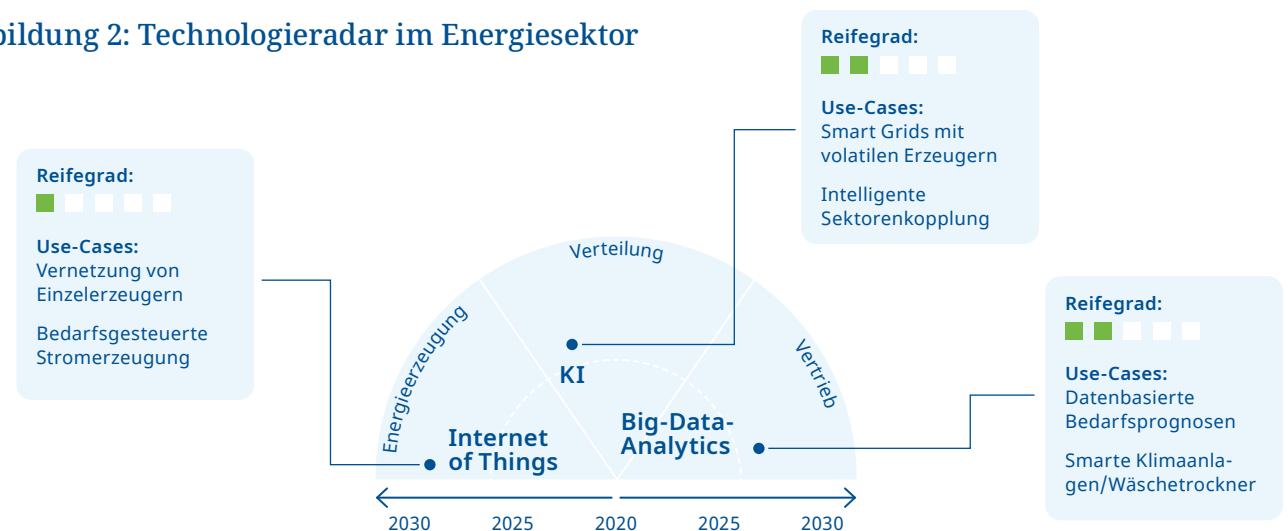 bildung 2: Technologieradar im Energiesektor
Reifegrad:
Use-Cases:
Smart Grids mit
volatilen Erzeugern
Intelligente
Sektorenkopplung
Reifegrad:
Use-Cases:
Vernetzung von
Einzelerzeugern
Bedarfsgesteuerte
Stromerzeugung
Reifegrad:
Use-Cases:
Datenbasierte
Bedarfsprognosen
Smarte Klimaanla-
gen/Wäschetrockner
Energieerzeugung
Verteilung
Vertrieb
KI
Internet
of Things
Big-Data-
Analytics
2030 2025 2020 2025 2030